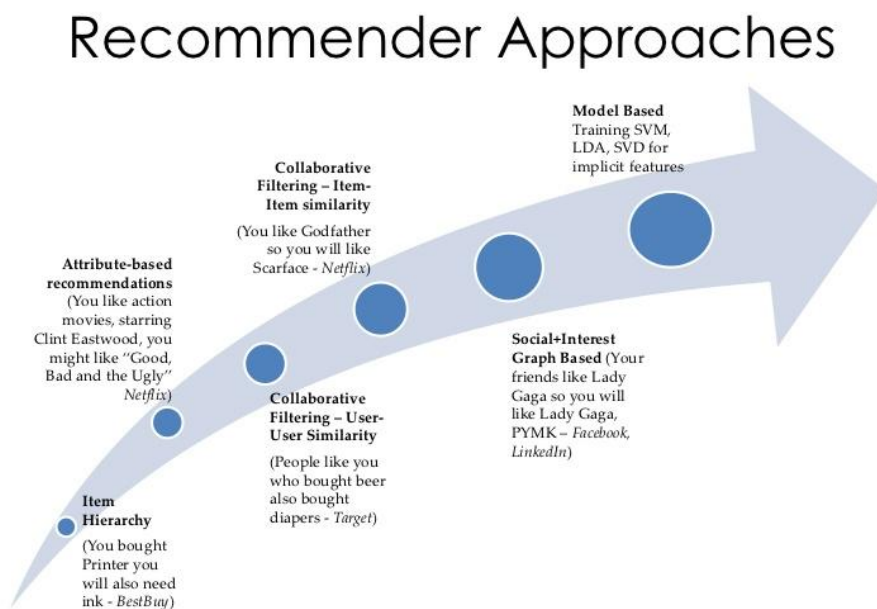 Recommender Approaches
Model Based
Training SVM,
LDA, SVD for
implicit features
Collaborative
Filtering – Item-
Item similarity
(You like Godfather
so you will like
Scarface - Netflix)
Attribute-based
recommendations
(You like action
movies, starring
Clint Eastwood, you
might like “Good,
Bad and the Ugly”
Netflix)
Social+Interest
Graph Based (Your
friends like Lady
Gaga so you will
like Lady Gaga,
PYMK – Facebook,
LinkedIn)
Collaborative
Filtering – User-
User Similarity
(People like you
who bought beer
also bought
diapers - Target)
Item
Hierarchy
(You bought
Printer you
will also need
ink - BestBuy)